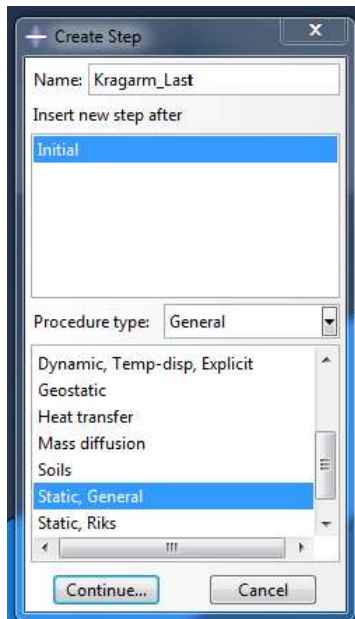 Create Step
X
Name: Kragarm_Last
Insert new step after
Initial
Procedure type: General
Dynamic, Temp-disp, Explicit
Geostatic
Heat transfer
Mass diffusion
Soils
Static, General
Static, Riks
Continue... Cancel